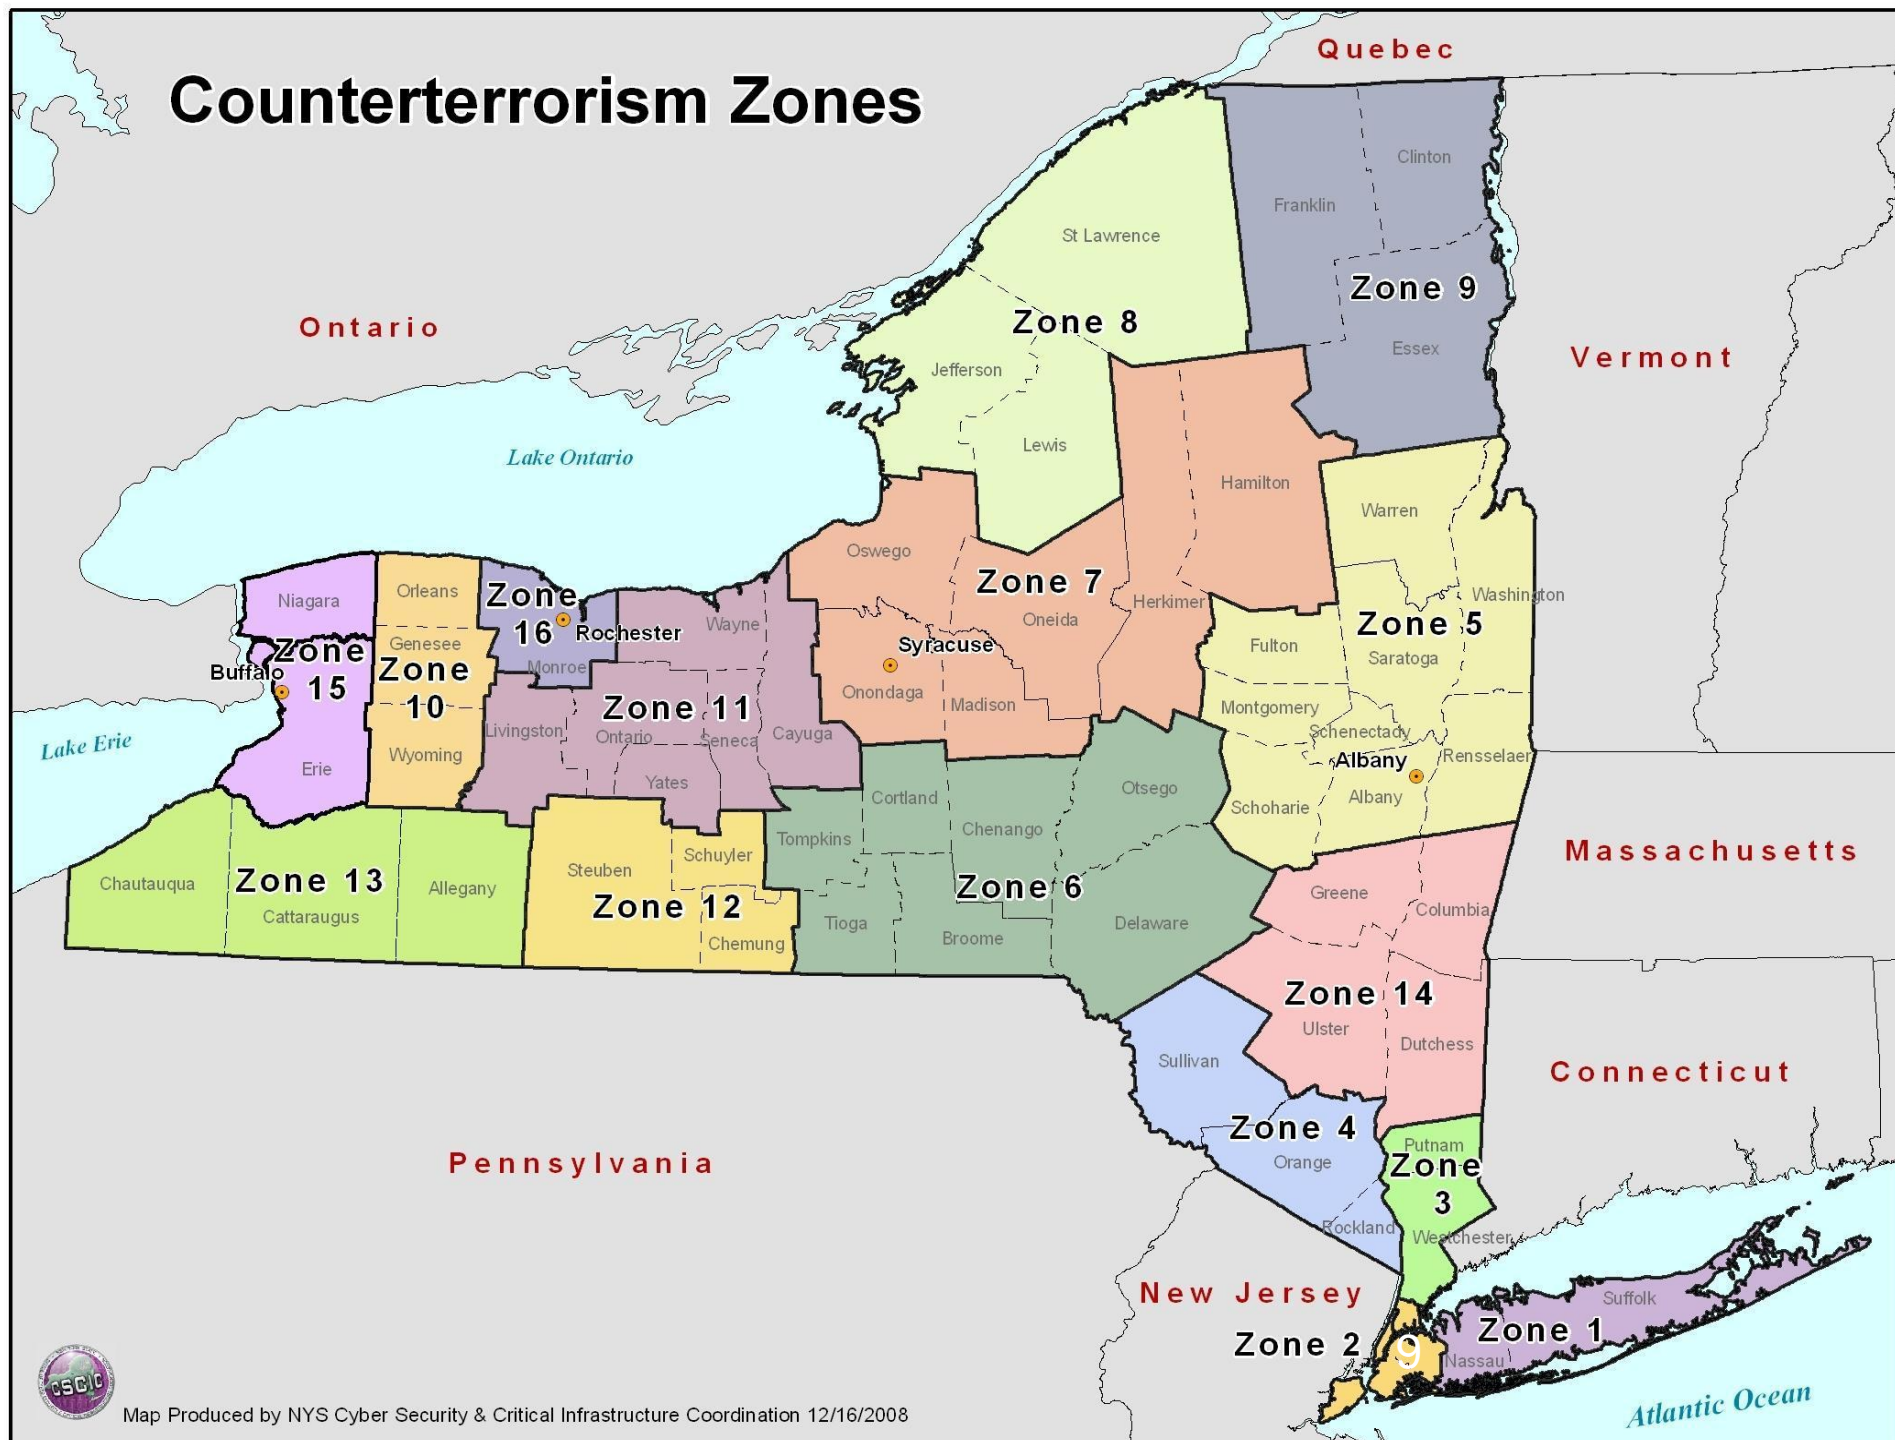 Quebec
Counterterrorism Zones
Clinton
Franklin
St Lawrence
Zone 9
Ontario
Zone 8
Essex
Vermont
Jefferson
Lewis
Lake Ontario
Hamilton
Warren
Oswego
Zone 7
Orleans
Niagara
Zone
16
Rochester
Wayne
Oneida
Herkimer
Washington
Zone 5
Genesee
Zone
15
Buffalo
Zone
10
Monroe
Syracuse
Fulton
Saratoga
Onondaga
Madison
Montgomery
Zone 11
Livingston
Ontario
Seneca
Cayuga
Schenectady
Lake Erie
Wyoming
Erie
Yates
Albany
Rensselaer
Otsego
Cortland
Albany
Schoharie
Chenango
Tompkins
Massachusetts
Schuyler
Steuben
Chautauqua
Zone 13
Cattaraugus
Allegany
Zone 12
Zone 6
Greene
Columbia
Tioga
Broome
Delaware
Chemung
Zone 14
Ulster
Dutchess
Sullivan
Connecticut
Zone 4
Orange
Putnam
Zone
3
Pennsylvania
Rockland
Westchester
New Jersey
Suffolk
Zone 2
9
Zone 1
Nassau
CSCIC
Atlantic Ocean
Map Produced by NYS Cyber Security & Critical Infrastructure Coordination 12/16/2008